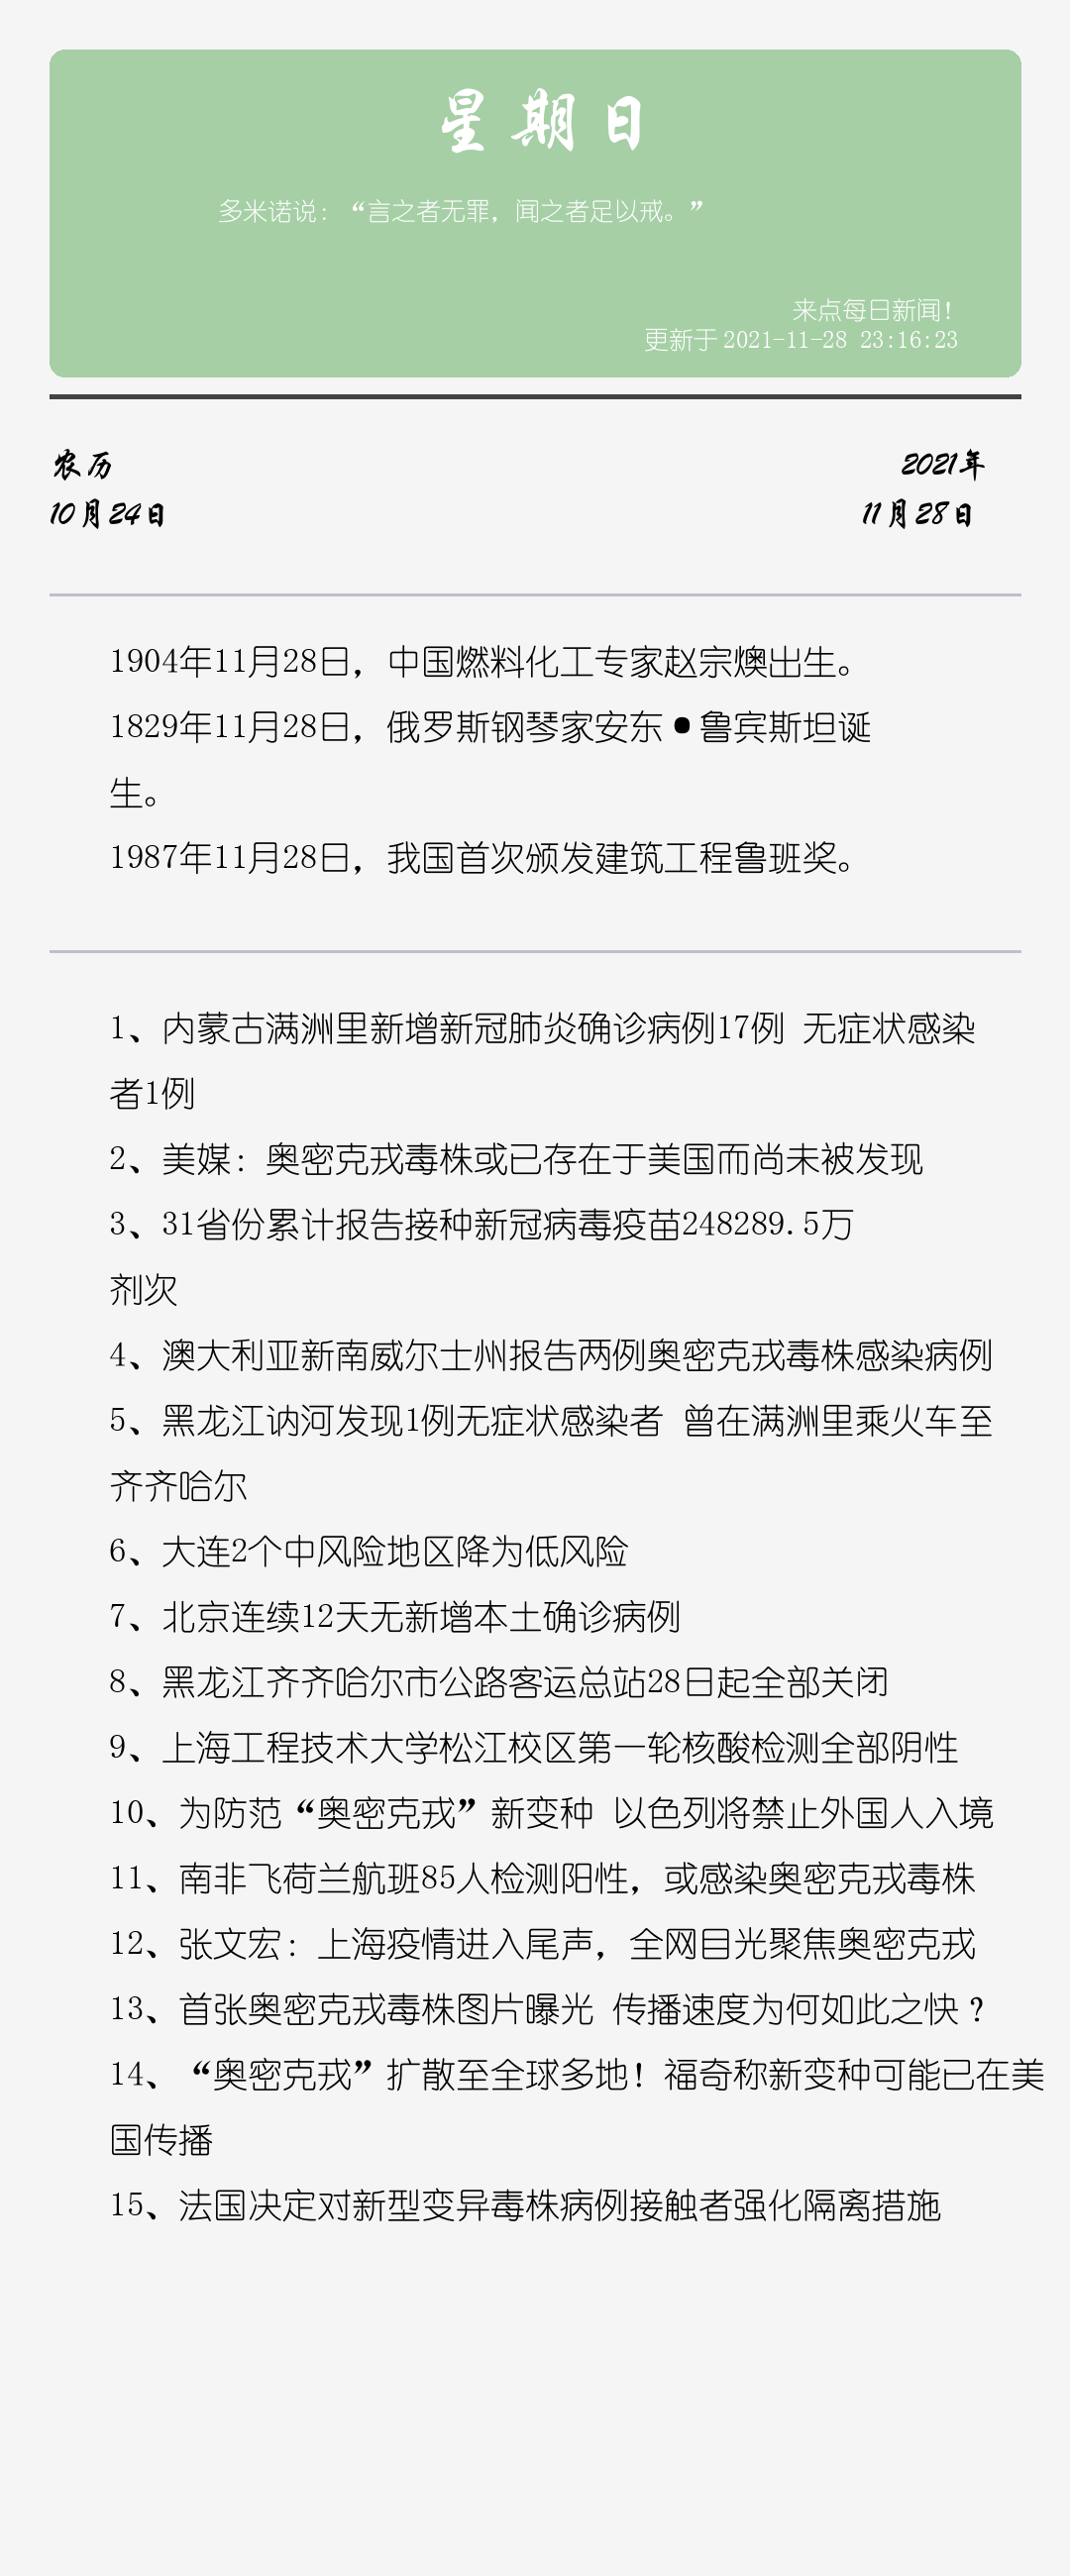 星期日
多米诺说：“言之者无罪，闻之者足以戒。”
来点每日新闻！
更新于2021-11-28 23:16:23
农历
2021年
10月24日
11月28日
1904年11月28日，中国燃料化工专家赵宗燠出生。
1829年11月28日，俄罗斯钢琴家安东•鲁宾斯坦诞
生。
1987年11月28日，我国首次颁发建筑工程鲁班奖。
1、内蒙古满洲里新增新冠肺炎确诊病例17例 无症状感染
者1例
2、美媒：奥密克戎毒株或已存在于美国而尚未被发现
3、31省份累计报告接种新冠病毒疫苗248289.5万
剂次
4、澳大利亚新南威尔士州报告两例奥密克戎毒株感染病例
5、黑龙江讷河发现1例无症状感染者 曾在满洲里乘火车至
齐齐哈尔
6、大连2个中风险地区降为低风险
7、北京连续12天无新增本土确诊病例
8、黑龙江齐齐哈尔市公路客运总站28日起全部关闭
9、上海工程技术大学松江校区第一轮核酸检测全部阴性
10、为防范“奥密克戎”新变种 以色列将禁止外国人入境
11、南非飞荷兰航班85人检测阳性，或感染奥密克戎毒株
12、张文宏：上海疫情进入尾声，全网目光聚焦奥密克戎
13、首张奥密克戎毒株图片曝光 传播速度为何如此之快？
14、“奥密克戎”扩散至全球多地！福奇称新变种可能已在美
国传播
15、法国决定对新型变异毒株病例接触者强化隔离措施